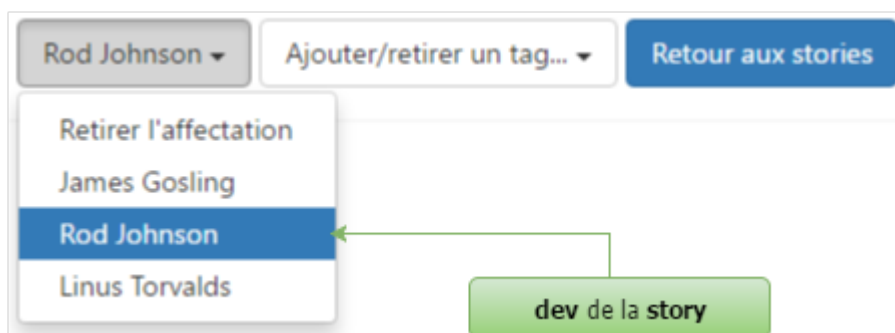 Rod Johnson
Ajouter/retirer un tag...
Retour aux stories
Retirer l'affectation
James Gosling
Rod Johnson
Linus Torvalds
dev de la story